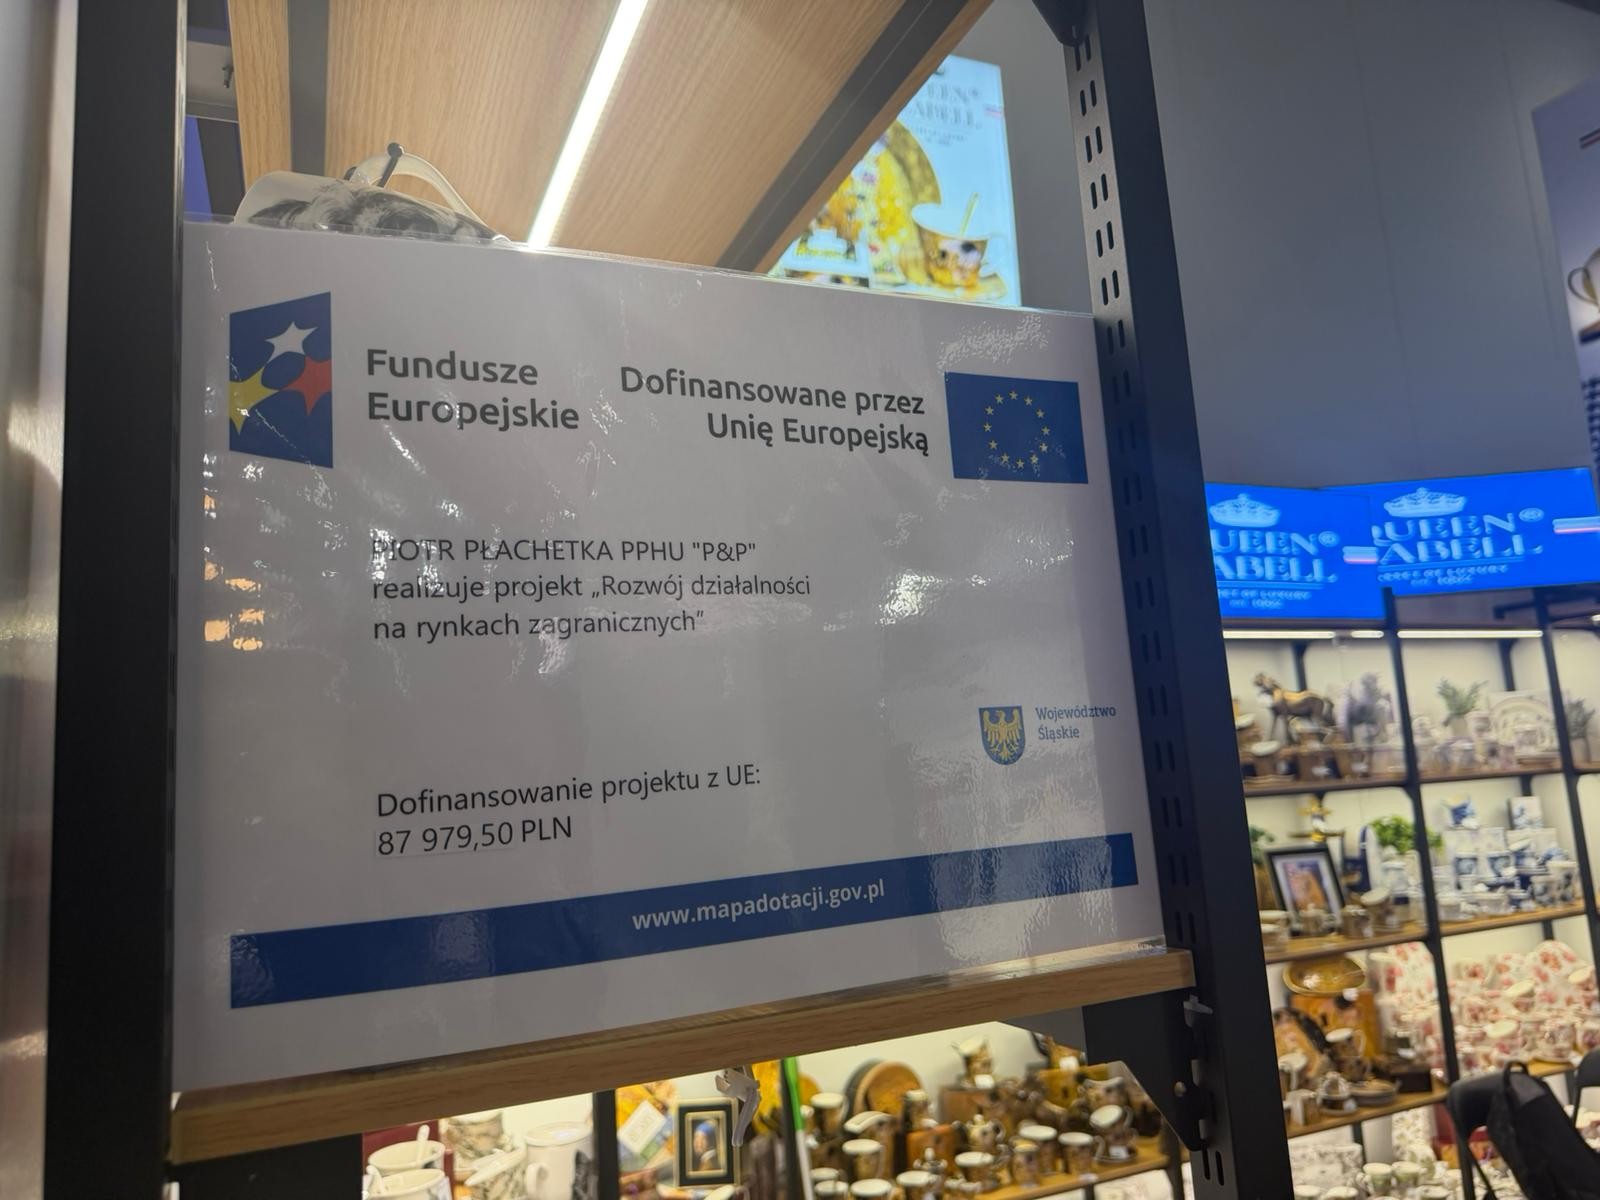 Fundusze
Europejskie
Dofinansowane przez
Unię Europejską
PIOTR PŁACHETKA PPHU "P&P"
realizuje projekt „Rozwój działalności
na rynkach zagranicznych”
Województwo
Śląskie
Dofinansowanie projektu z UE:
87 979,50 PLN
www.mapadotacji.gov.pl
QUEEN®